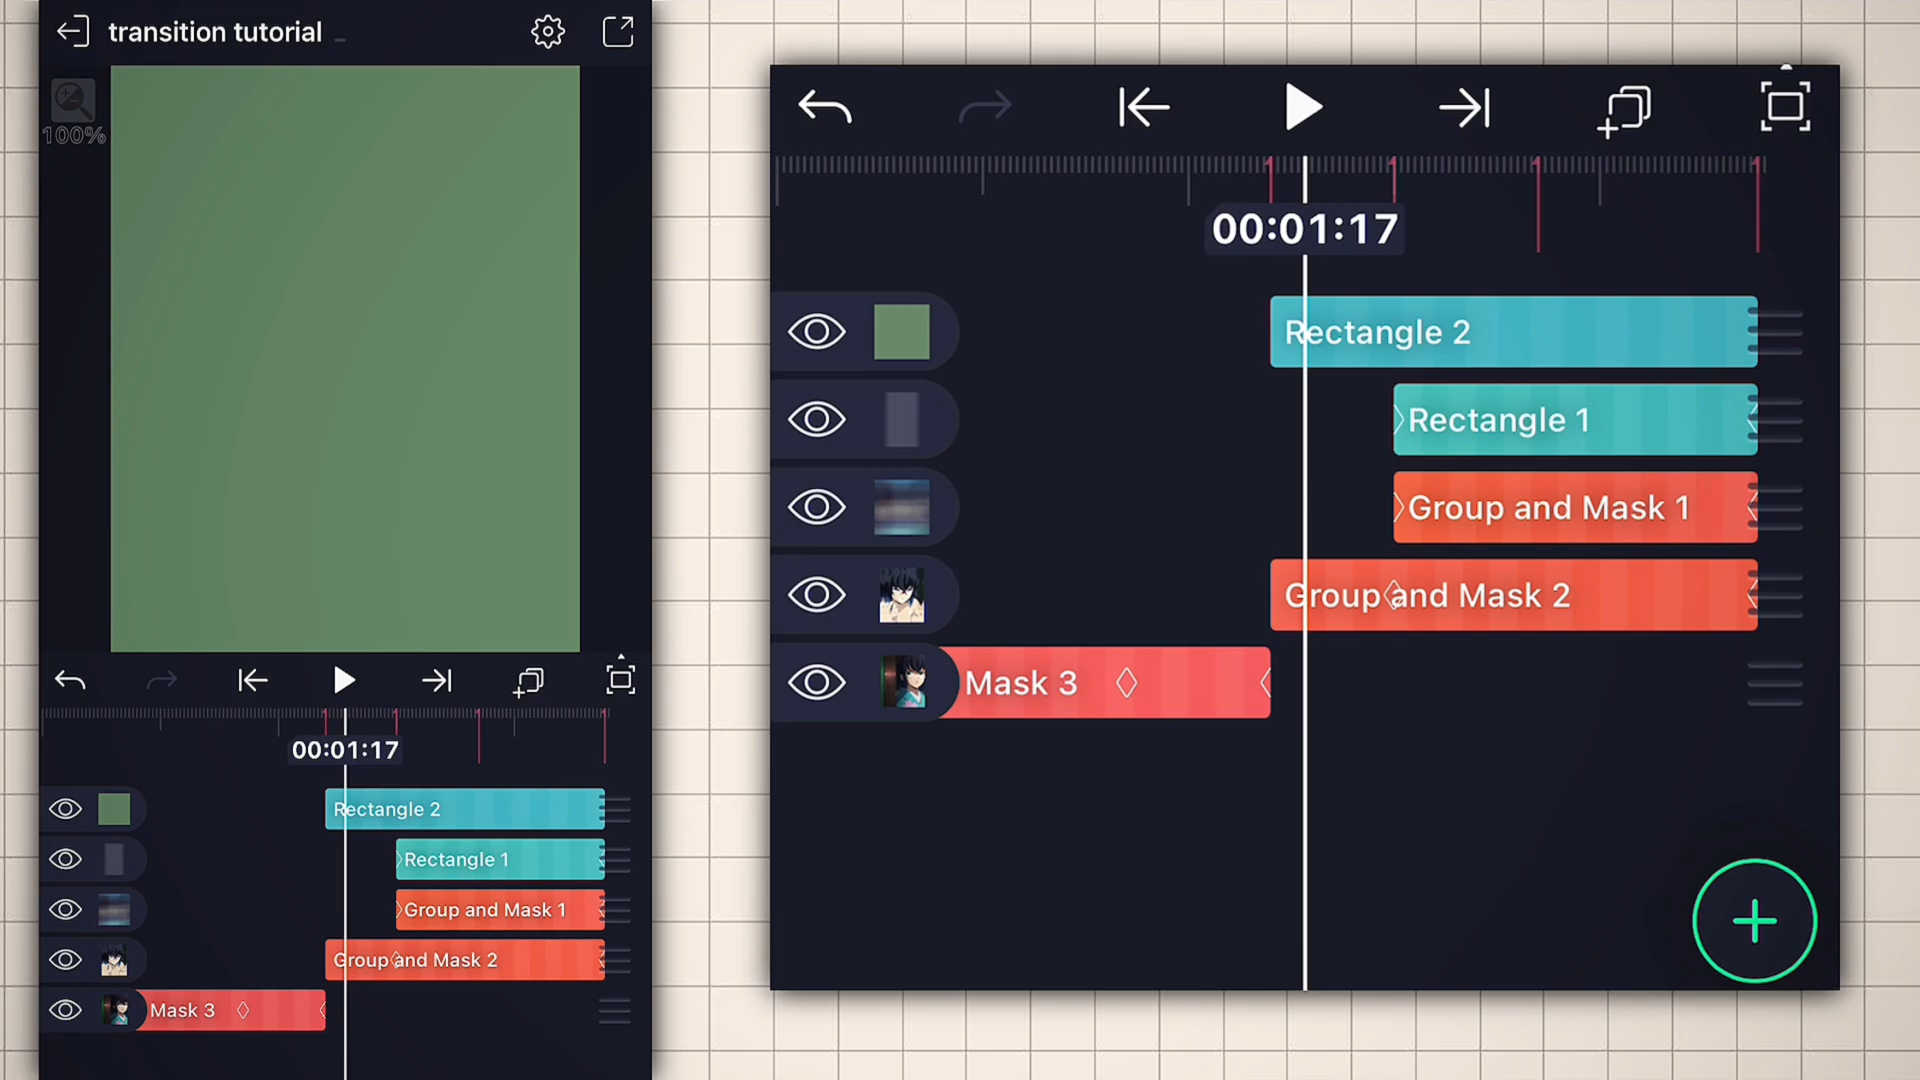 transition tutorial
100%
00:01:17
Rectangle 2
Rectangle 1
Group and Mask 1
Group and Mask 2
Mask 3
00:01:17
Rectangle 2
Rectangle 1
Group and Mask 1
Group and Mask 2
Mask 3